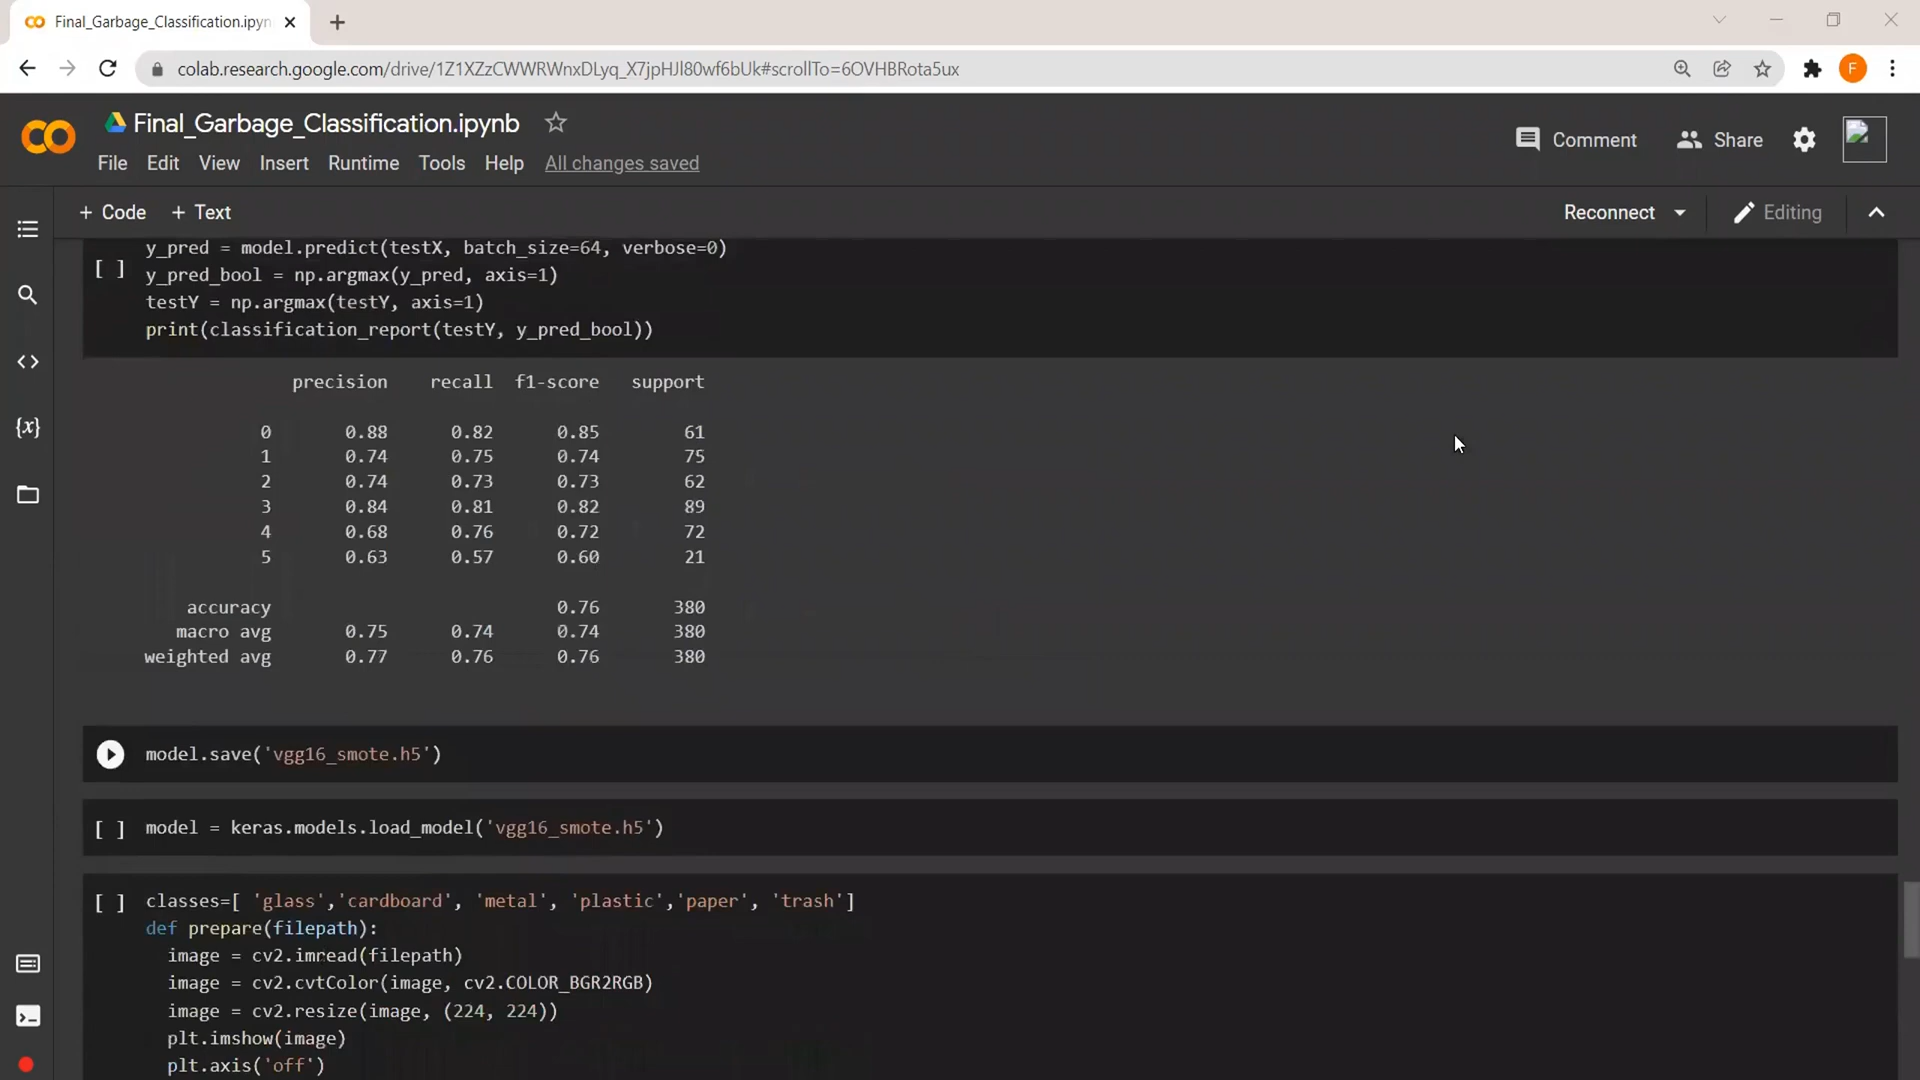 Final_Garbage_Classification.ipyn
colab.research.google.com/drive/1Z1XZzCWWRWnxDLyq_X7jpHJl80wf6bUk#scrollTo=6OVHBRota5ux
F
Final_Garbage_Classification.ipynb
Comment
Share
File Edit View Insert Runtime Tools Help All changes saved
+ Code + Text
Reconnect
Editing
y_pred = model.predict(testX, batch_size=64, verbose=0)
[ ] y_pred_bool = np.argmax(y_pred, axis=1)
testY = np.argmax(testY, axis=1)
print(classification_report(testY, y_pred_bool))
precision recall f1-score support
0 0.88 0.82 0.85 61
1 0.74 0.75 0.74 75
2 0.74 0.73 0.73 62
3 0.84 0.81 0.82 89
4 0.68 0.76 0.72 72
5 0.63 0.57 0.60 21
accuracy 0.76 380
macro avg 0.75 0.74 0.74 380
weighted avg 0.77 0.76 0.76 380
model.save('vgg16_smote.h5')
[ ] model = keras.models.load_model('vgg16_smote.h5')
[ ] classes=[ 'glass','cardboard', 'metal', 'plastic','paper', 'trash']
def prepare(filepath):
image = cv2.imread(filepath)
image = cv2.cvtColor(image, cv2.COLOR_BGR2RGB)
image = cv2.resize(image, (224, 224))
plt.imshow(image)
plt.axis('off')